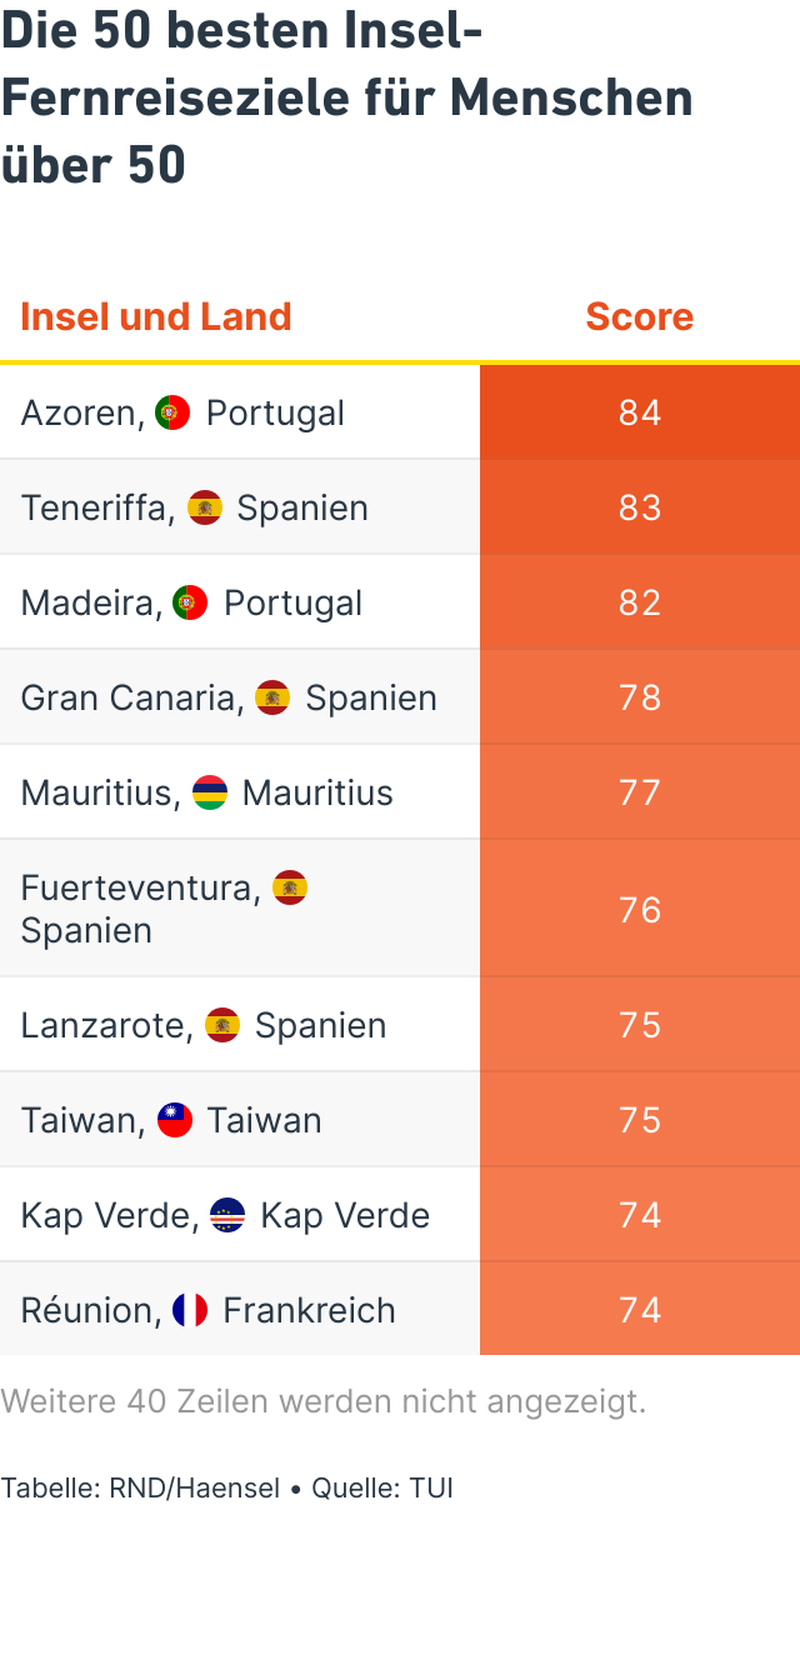 Die 50 besten Insel-
Fernreiseziele für Menschen
über 50
Insel und Land Score
Azoren, Portugal 84
Teneriffa, Spanien 83
Madeira, Portugal 82
Gran Canaria, Spanien 78
Mauritius, Mauritius 77
Fuerteventura,
Spanien 76
Lanzarote, Spanien 75
Taiwan, Taiwan 75
Kap Verde, Kap Verde 74
Réunion, Frankreich 74
Weitere 40 Zeilen werden nicht angezeigt.
Tabelle: RND/Haensel • Quelle: TUI